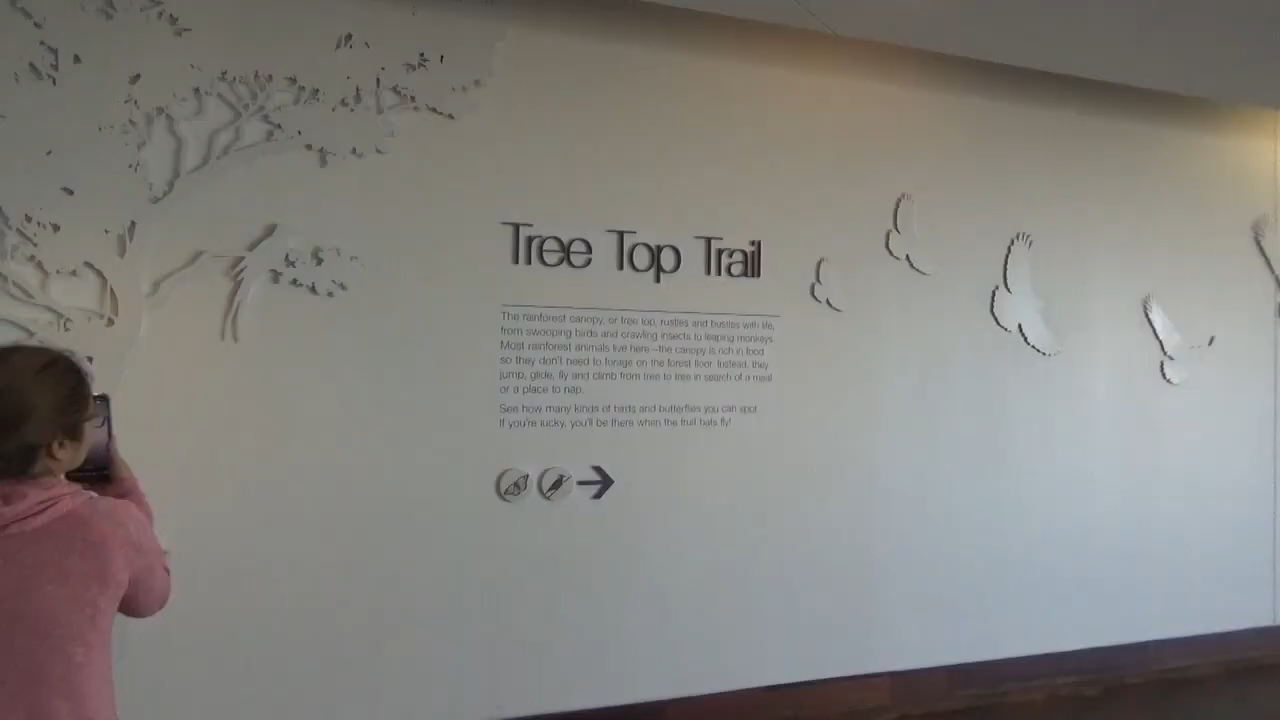 Tree Top Trail
The rainforest canopy, or tree top, rustles and bustles with life,
from swooping birds and crawling insects to leaping monkeys.
Most rainforest animals live here—the canopy is rich in food
so they don't need to forage on the forest floor. Instead, they
jump, glide, fly and climb from tree to tree in search of a meal
or a place to nap.
See how many kinds of birds and butterflies you can spot.
If you're lucky, you'll be there when the fruit bats fly!